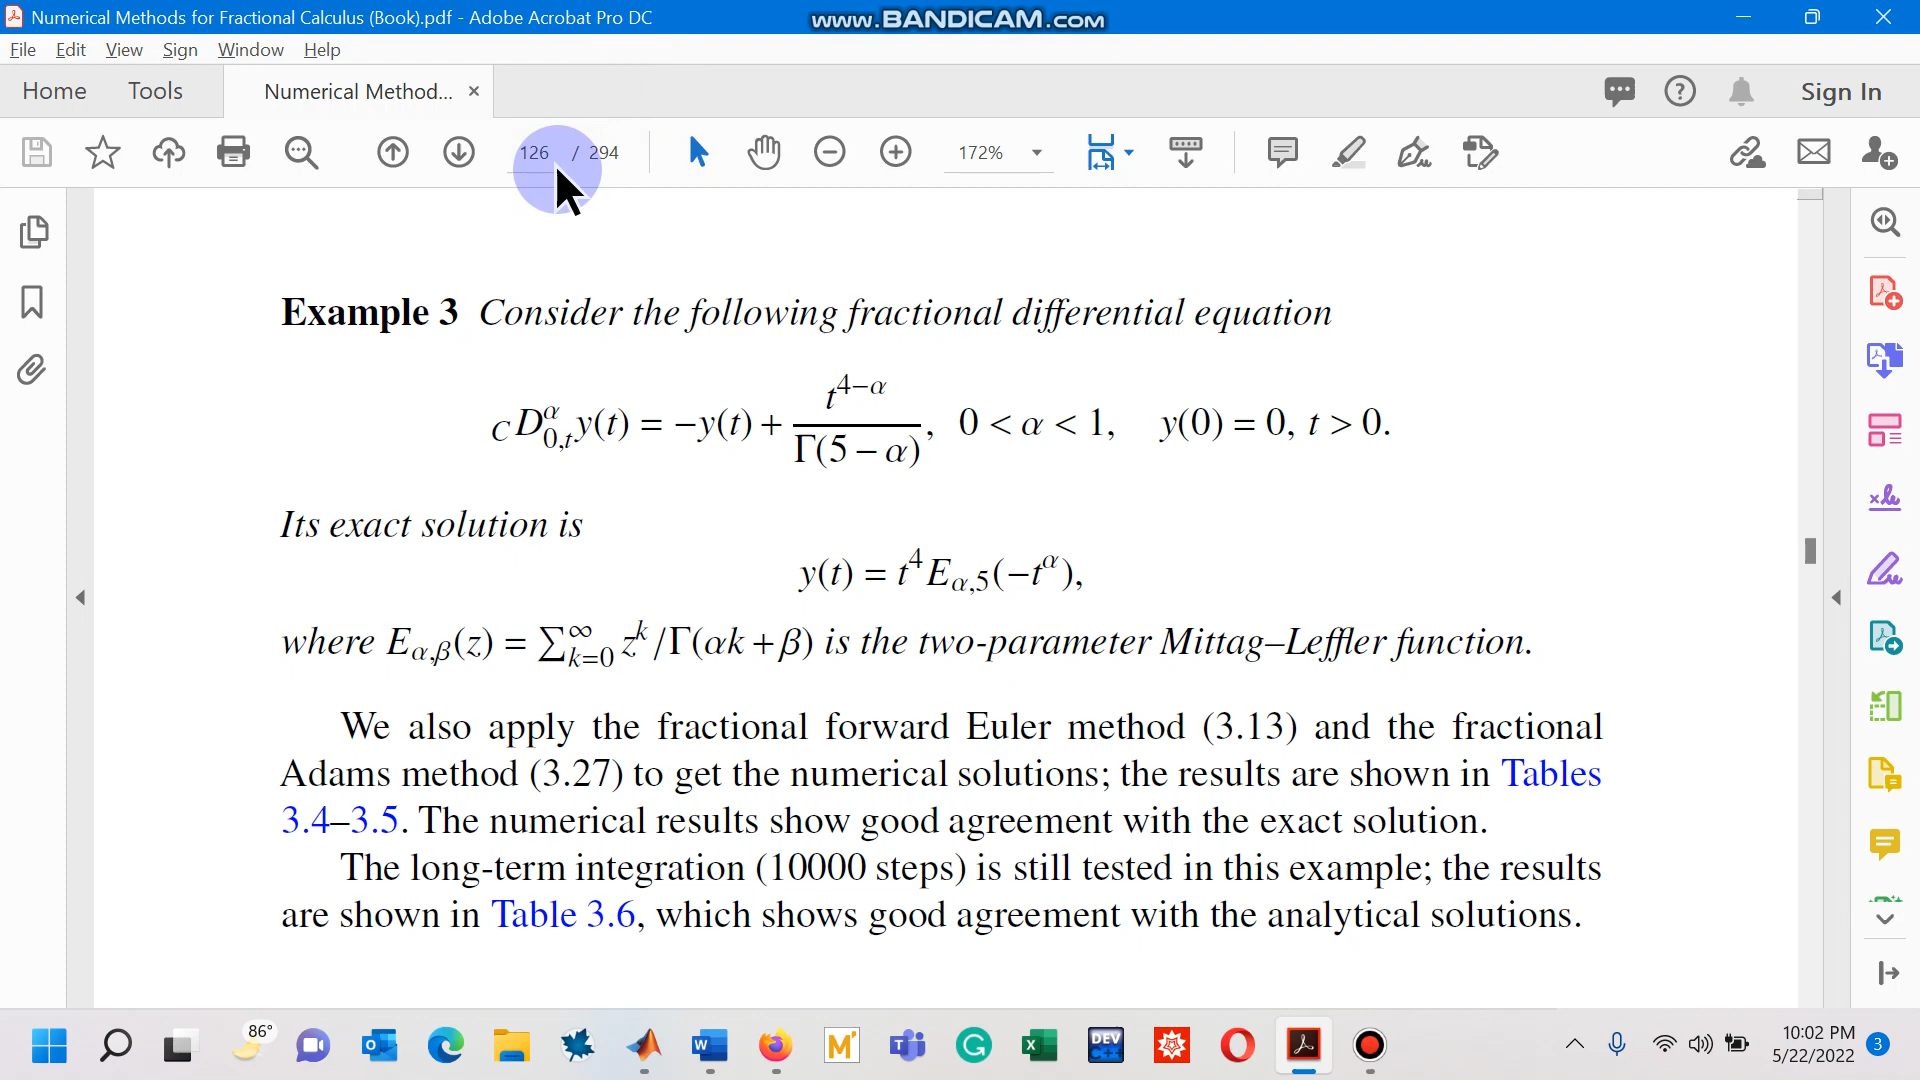 Numerical Methods for Fractional Calculus (Book).pdf - Adobe Acrobat Pro DC
www.BANDICAM.com
File Edit View Sign Window Help
Home Tools Numerical Method... × Sign In
126 / 294 172%
Example 3 Consider the following fractional differential equation
_C D^α_{0,t} y(t) = −y(t) + t^{4−α} / Γ(5 − α), 0 < α < 1, y(0) = 0, t > 0.
Its exact solution is
y(t) = t^4 E_{α,5}(−t^α),
where E_{α,β}(z) = ∑^∞_{k=0} z^k/Γ(αk + β) is the two-parameter Mittag–Leffler function.
We also apply the fractional forward Euler method (3.13) and the fractional
Adams method (3.27) to get the numerical solutions; the results are shown in Tables
3.4–3.5. The numerical results show good agreement with the exact solution.
The long-term integration (10000 steps) is still tested in this example; the results
are shown in Table 3.6, which shows good agreement with the analytical solutions.
86°
DEV
C++
10:02 PM
5/22/2022
3